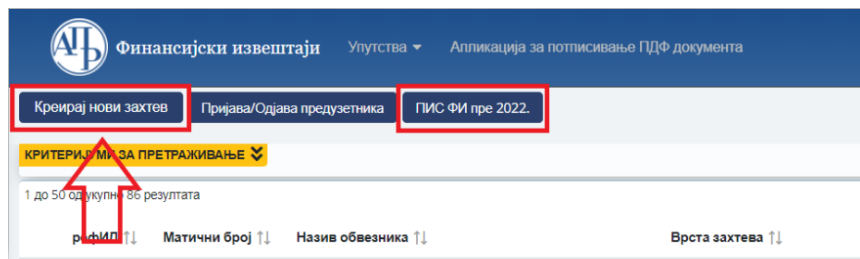 АПР Финансијски извештаји Упутства Апликација за потписивање ПДФ документа
Креирај нови захтев Пријава/Одјава предузетника ПИС ФИ пре 2022.
КРИТЕРИЈУМИ ЗА ПРЕТРАЖИВАЊЕ
1 до 50 од укупно 86 резултата
рефИД Матични број Назив обвезника Врста захтева